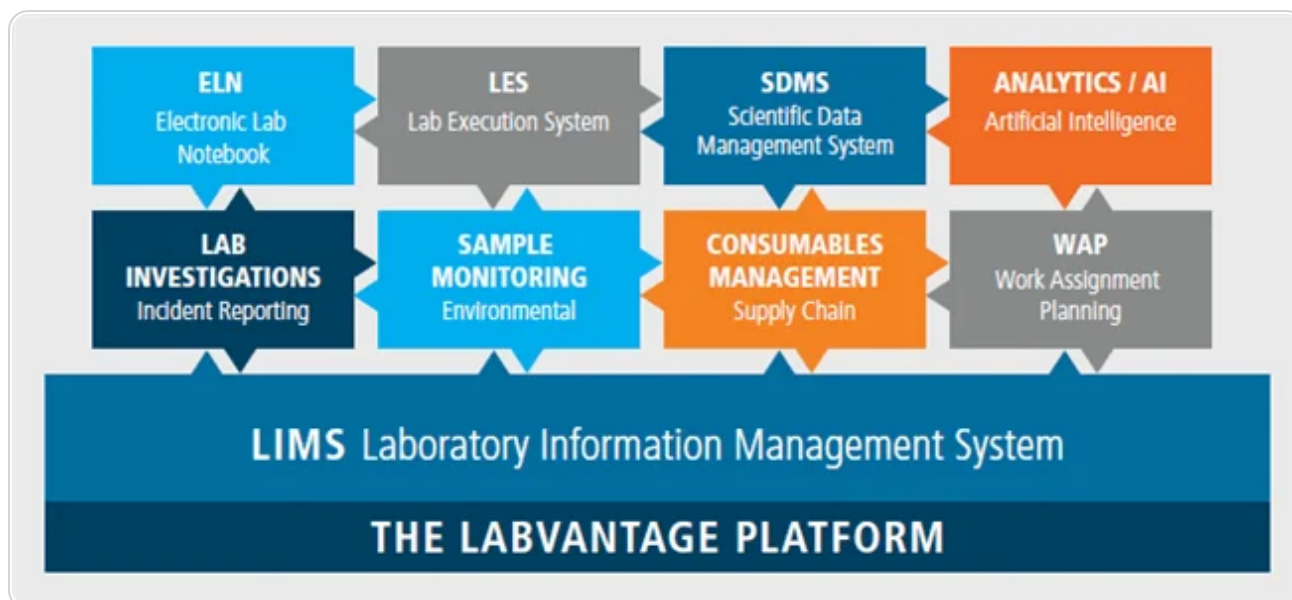 ELN
Electronic Lab
Notebook
LES
Lab Execution System
SDMS
Scientific Data
Management System
ANALYTICS / AI
Artificial Intelligence
LAB
INVESTIGATIONS
Incident Reporting
SAMPLE
MONITORING
Environmental
CONSUMABLES
MANAGEMENT
Supply Chain
WAP
Work Assignment
Planning
LIMS Laboratory Information Management System
THE LABVANTAGE PLATFORM